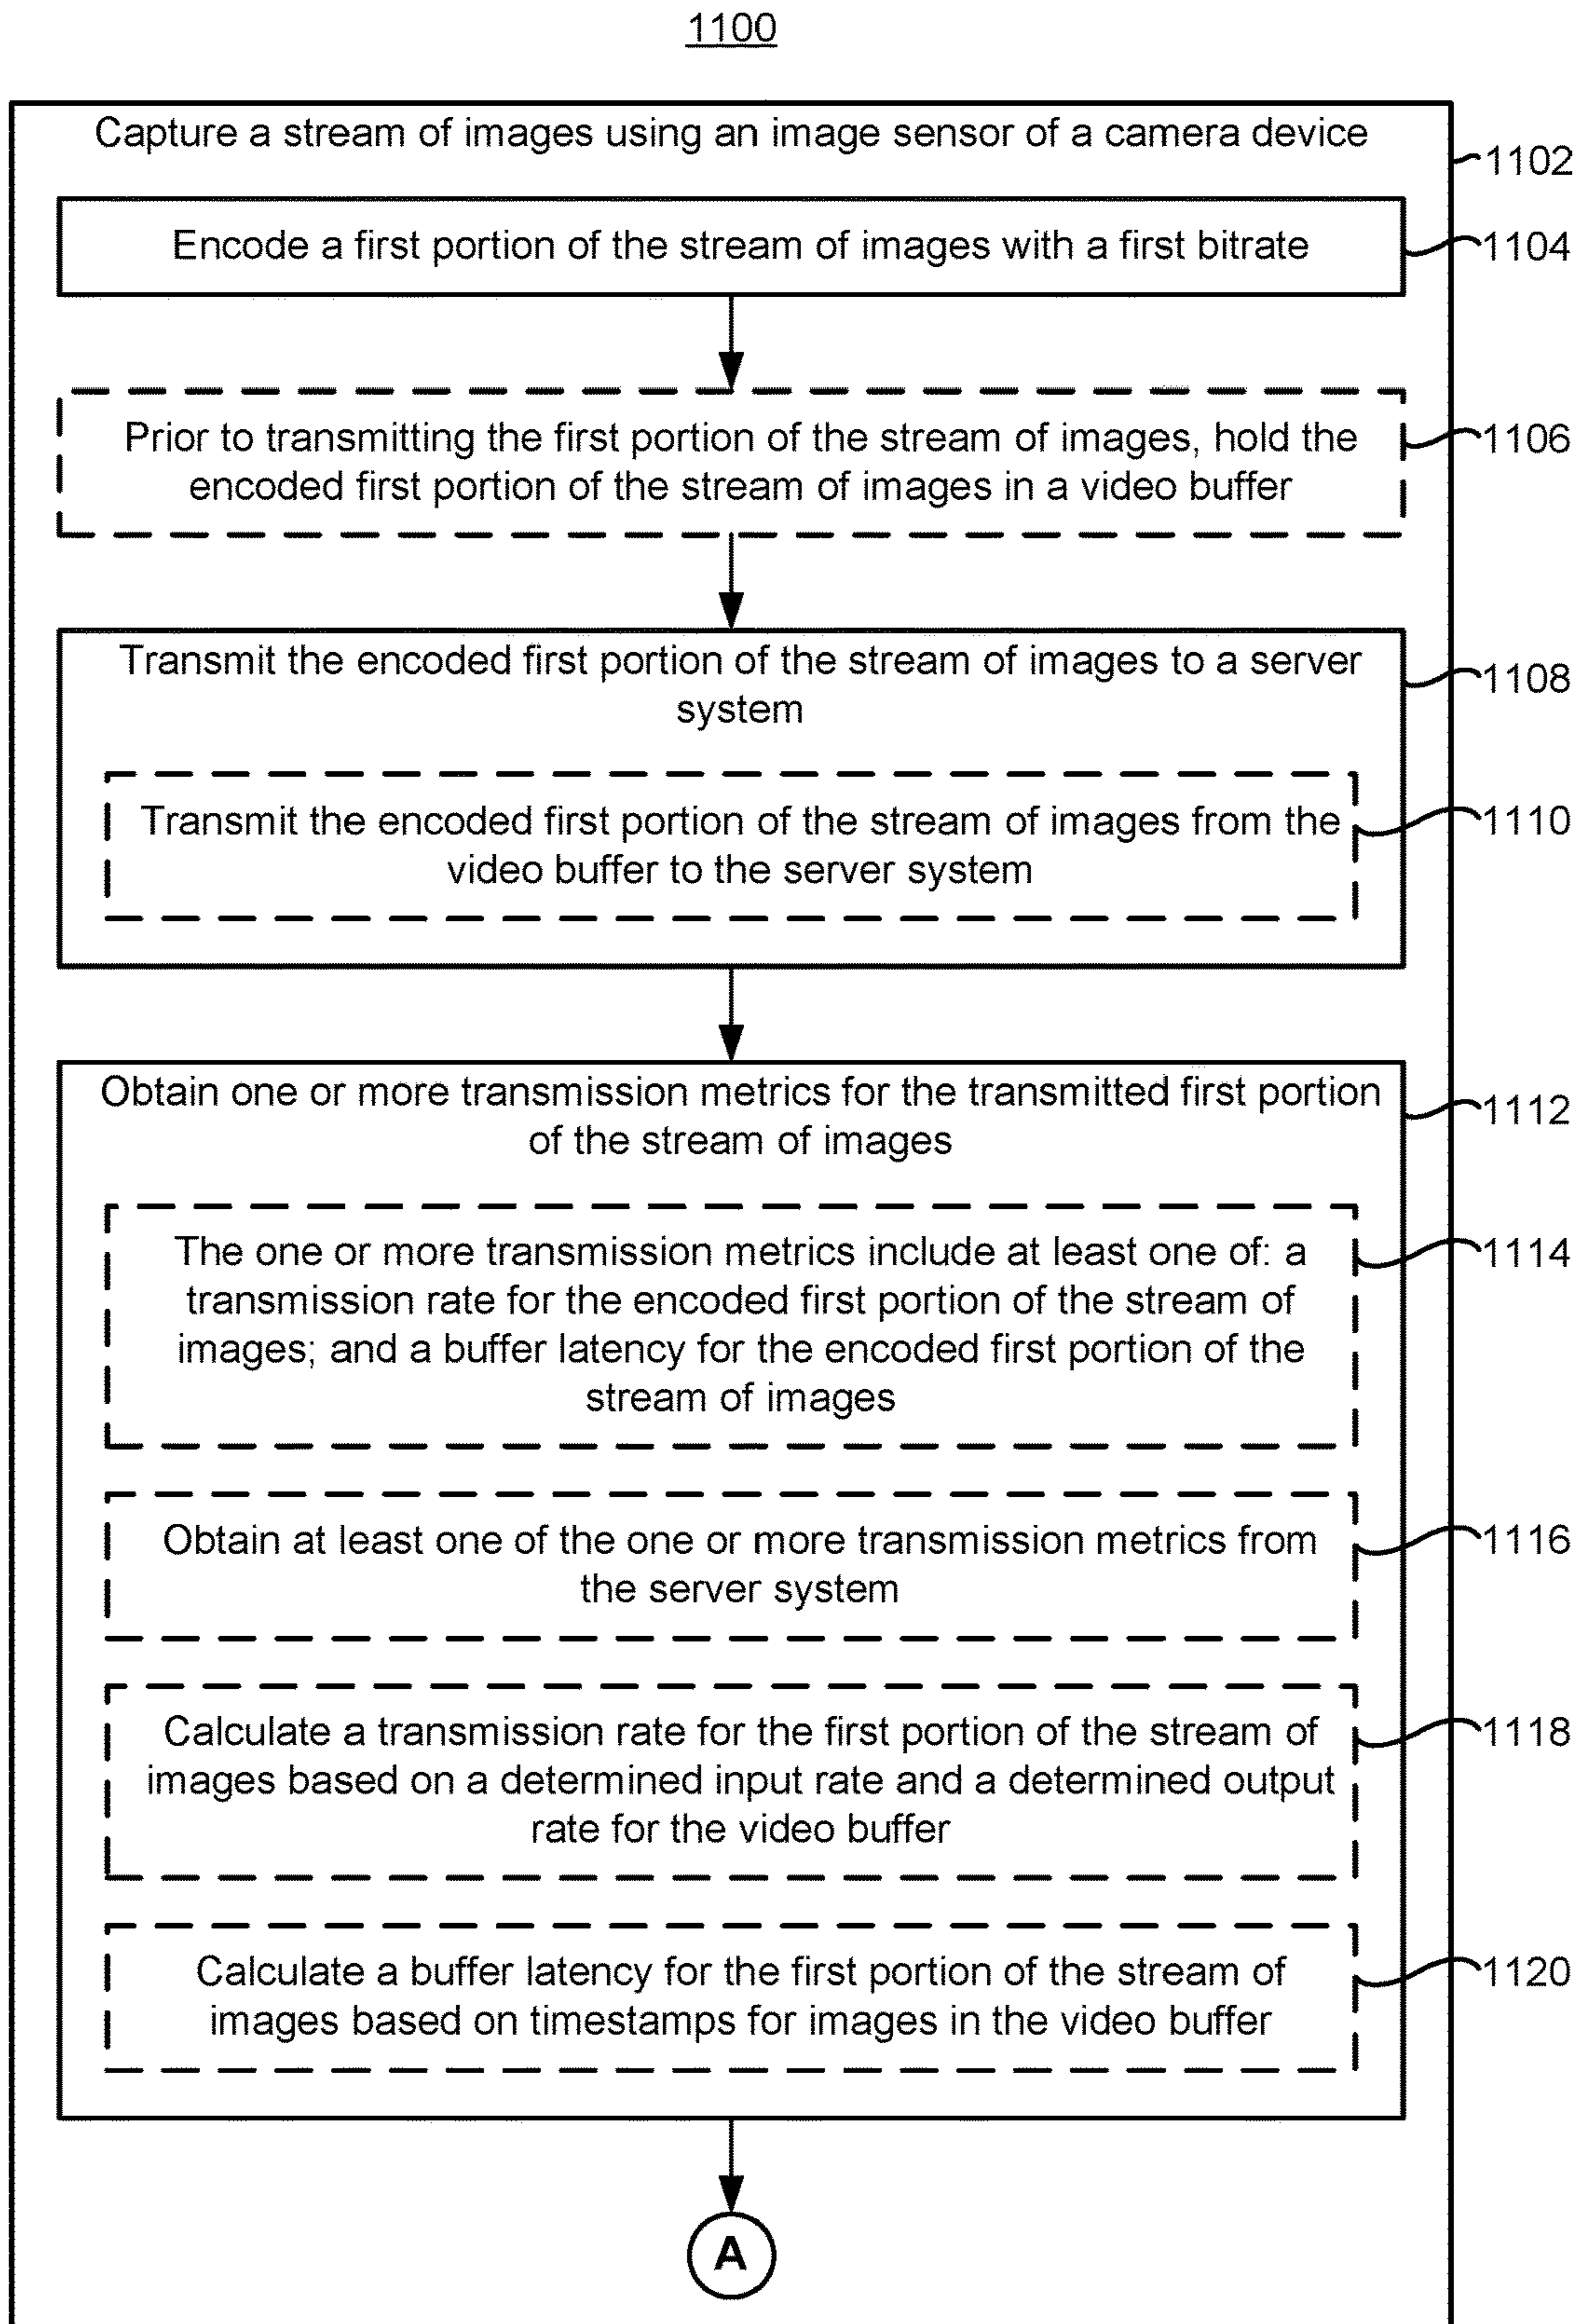 1100
Capture a stream of images using an image sensor of a camera device
1102
Encode a first portion of the stream of images with a first bitrate
1104
Prior to transmitting the first portion of the stream of images, hold the
encoded first portion of the stream of images in a video buffer
1106
Transmit the encoded first portion of the stream of images to a server
system
1108
Transmit the encoded first portion of the stream of images from the
video buffer to the server system
1110
Obtain one or more transmission metrics for the transmitted first portion
of the stream of images
1112
The one or more transmission metrics include at least one of: a
transmission rate for the encoded first portion of the stream of
images; and a buffer latency for the encoded first portion of the
stream of images
1114
Obtain at least one of the one or more transmission metrics from
the server system
1116
Calculate a transmission rate for the first portion of the stream of
images based on a determined input rate and a determined output
rate for the video buffer
1118
Calculate a buffer latency for the first portion of the stream of
images based on timestamps for images in the video buffer
1120
A